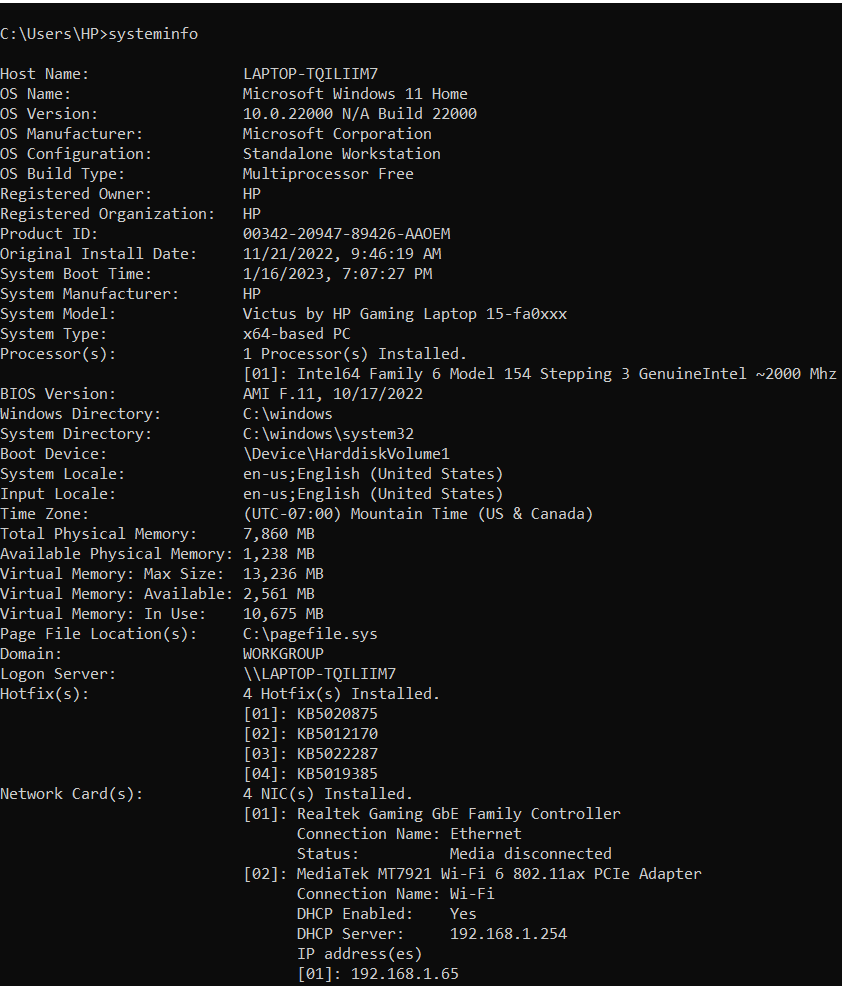 C:\Users\HP>systeminfo
Host Name:                 LAPTOP-TQILIIM7
OS Name:                   Microsoft Windows 11 Home
OS Version:                10.0.22000 N/A Build 22000
OS Manufacturer:           Microsoft Corporation
OS Configuration:          Standalone Workstation
OS Build Type:             Multiprocessor Free
Registered Owner:          HP
Registered Organization:   HP
Product ID:                00342-20947-89426-AAOEM
Original Install Date:     11/21/2022, 9:46:19 AM
System Boot Time:          1/16/2023, 7:07:27 PM
System Manufacturer:       HP
System Model:              Victus by HP Gaming Laptop 15-fa0xxx
System Type:               x64-based PC
Processor(s):              1 Processor(s) Installed.
                           [01]: Intel64 Family 6 Model 154 Stepping 3 GenuineIntel ~2000 Mhz
BIOS Version:              AMI F.11, 10/17/2022
Windows Directory:         C:\windows
System Directory:          C:\windows\system32
Boot Device:               \Device\HarddiskVolume1
System Locale:             en-us;English (United States)
Input Locale:              en-us;English (United States)
Time Zone:                 (UTC-07:00) Mountain Time (US & Canada)
Total Physical Memory:     7,860 MB
Available Physical Memory: 1,238 MB
Virtual Memory: Max Size:  13,236 MB
Virtual Memory: Available: 2,561 MB
Virtual Memory: In Use:    10,675 MB
Page File Location(s):     C:\pagefile.sys
Domain:                    WORKGROUP
Logon Server:              \\LAPTOP-TQILIIM7
Hotfix(s):                 4 Hotfix(s) Installed.
                           [01]: KB5020875
                           [02]: KB5012170
                           [03]: KB5022287
                           [04]: KB5019385
Network Card(s):           4 NIC(s) Installed.
                           [01]: Realtek Gaming GbE Family Controller
                                 Connection Name: Ethernet
                                 Status:          Media disconnected
                           [02]: MediaTek MT7921 Wi-Fi 6 802.11ax PCIe Adapter
                                 Connection Name: Wi-Fi
                                 DHCP Enabled:    Yes
                                 DHCP Server:     192.168.1.254
                                 IP address(es)
                                 [01]: 192.168.1.65